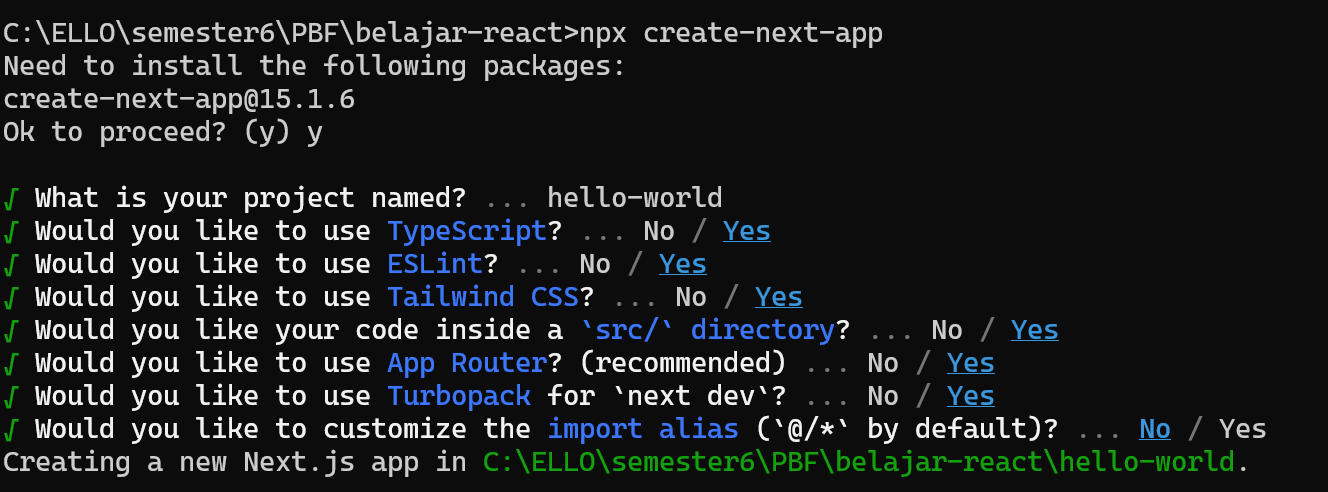 C:\ELLO\semester6\PBF\belajar-react>npx create-next-app
Need to install the following packages:
create-next-app@15.1.6
Ok to proceed? (y) y
√ What is your project named? ... hello-world
√ Would you like to use TypeScript? ... No / Yes
√ Would you like to use ESLint? ... No / Yes
√ Would you like to use Tailwind CSS? ... No / Yes
√ Would you like your code inside a `src/` directory? ... No / Yes
√ Would you like to use App Router? (recommended) ... No / Yes
√ Would you like to use Turbopack for `next dev`? ... No / Yes
√ Would you like to customize the import alias (`@/*` by default)? ... No / Yes
Creating a new Next.js app in C:\ELLO\semester6\PBF\belajar-react\hello-world.